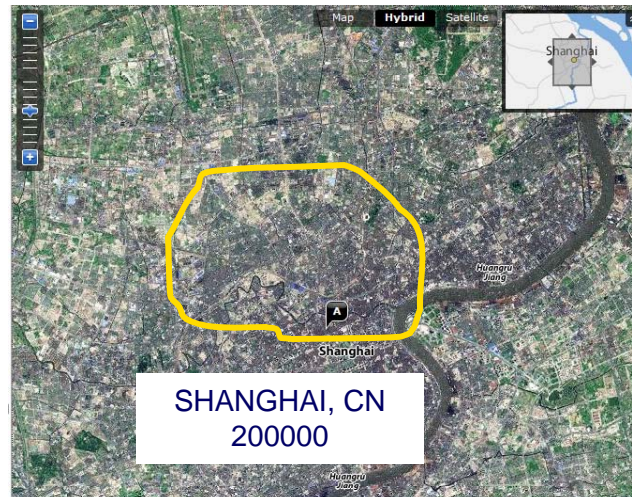 Map Hybrid Satellite
Shanghai
Huangpu
Jiang
A
Shanghai
SHANGHAI, CN
200000
Huangpu
Jiang